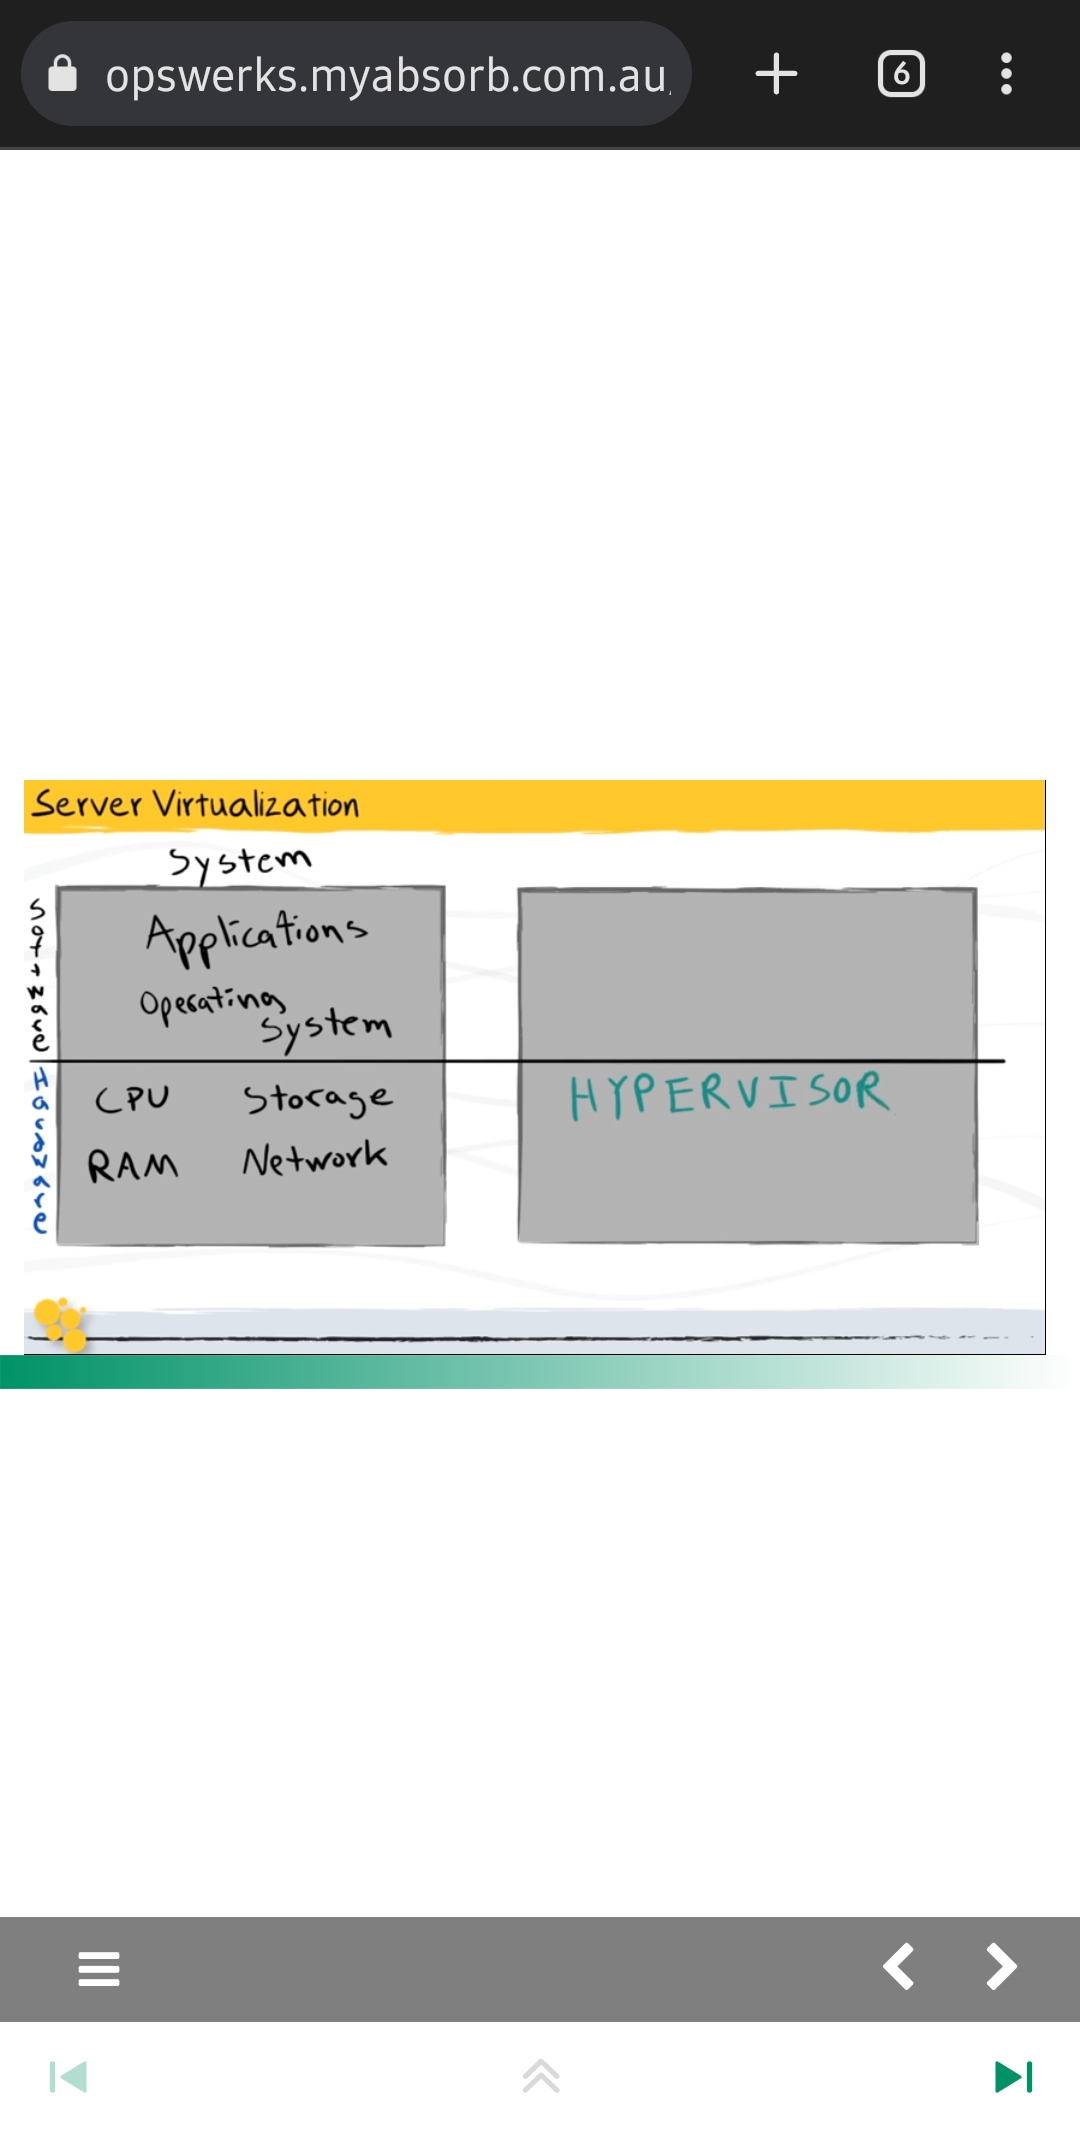 opswerks.myabsorb.com.au
6
Server Virtualization
System
Software
Applications
Operating
System
Hardware
CPU Storage
RAM Network
HYPERVISOR